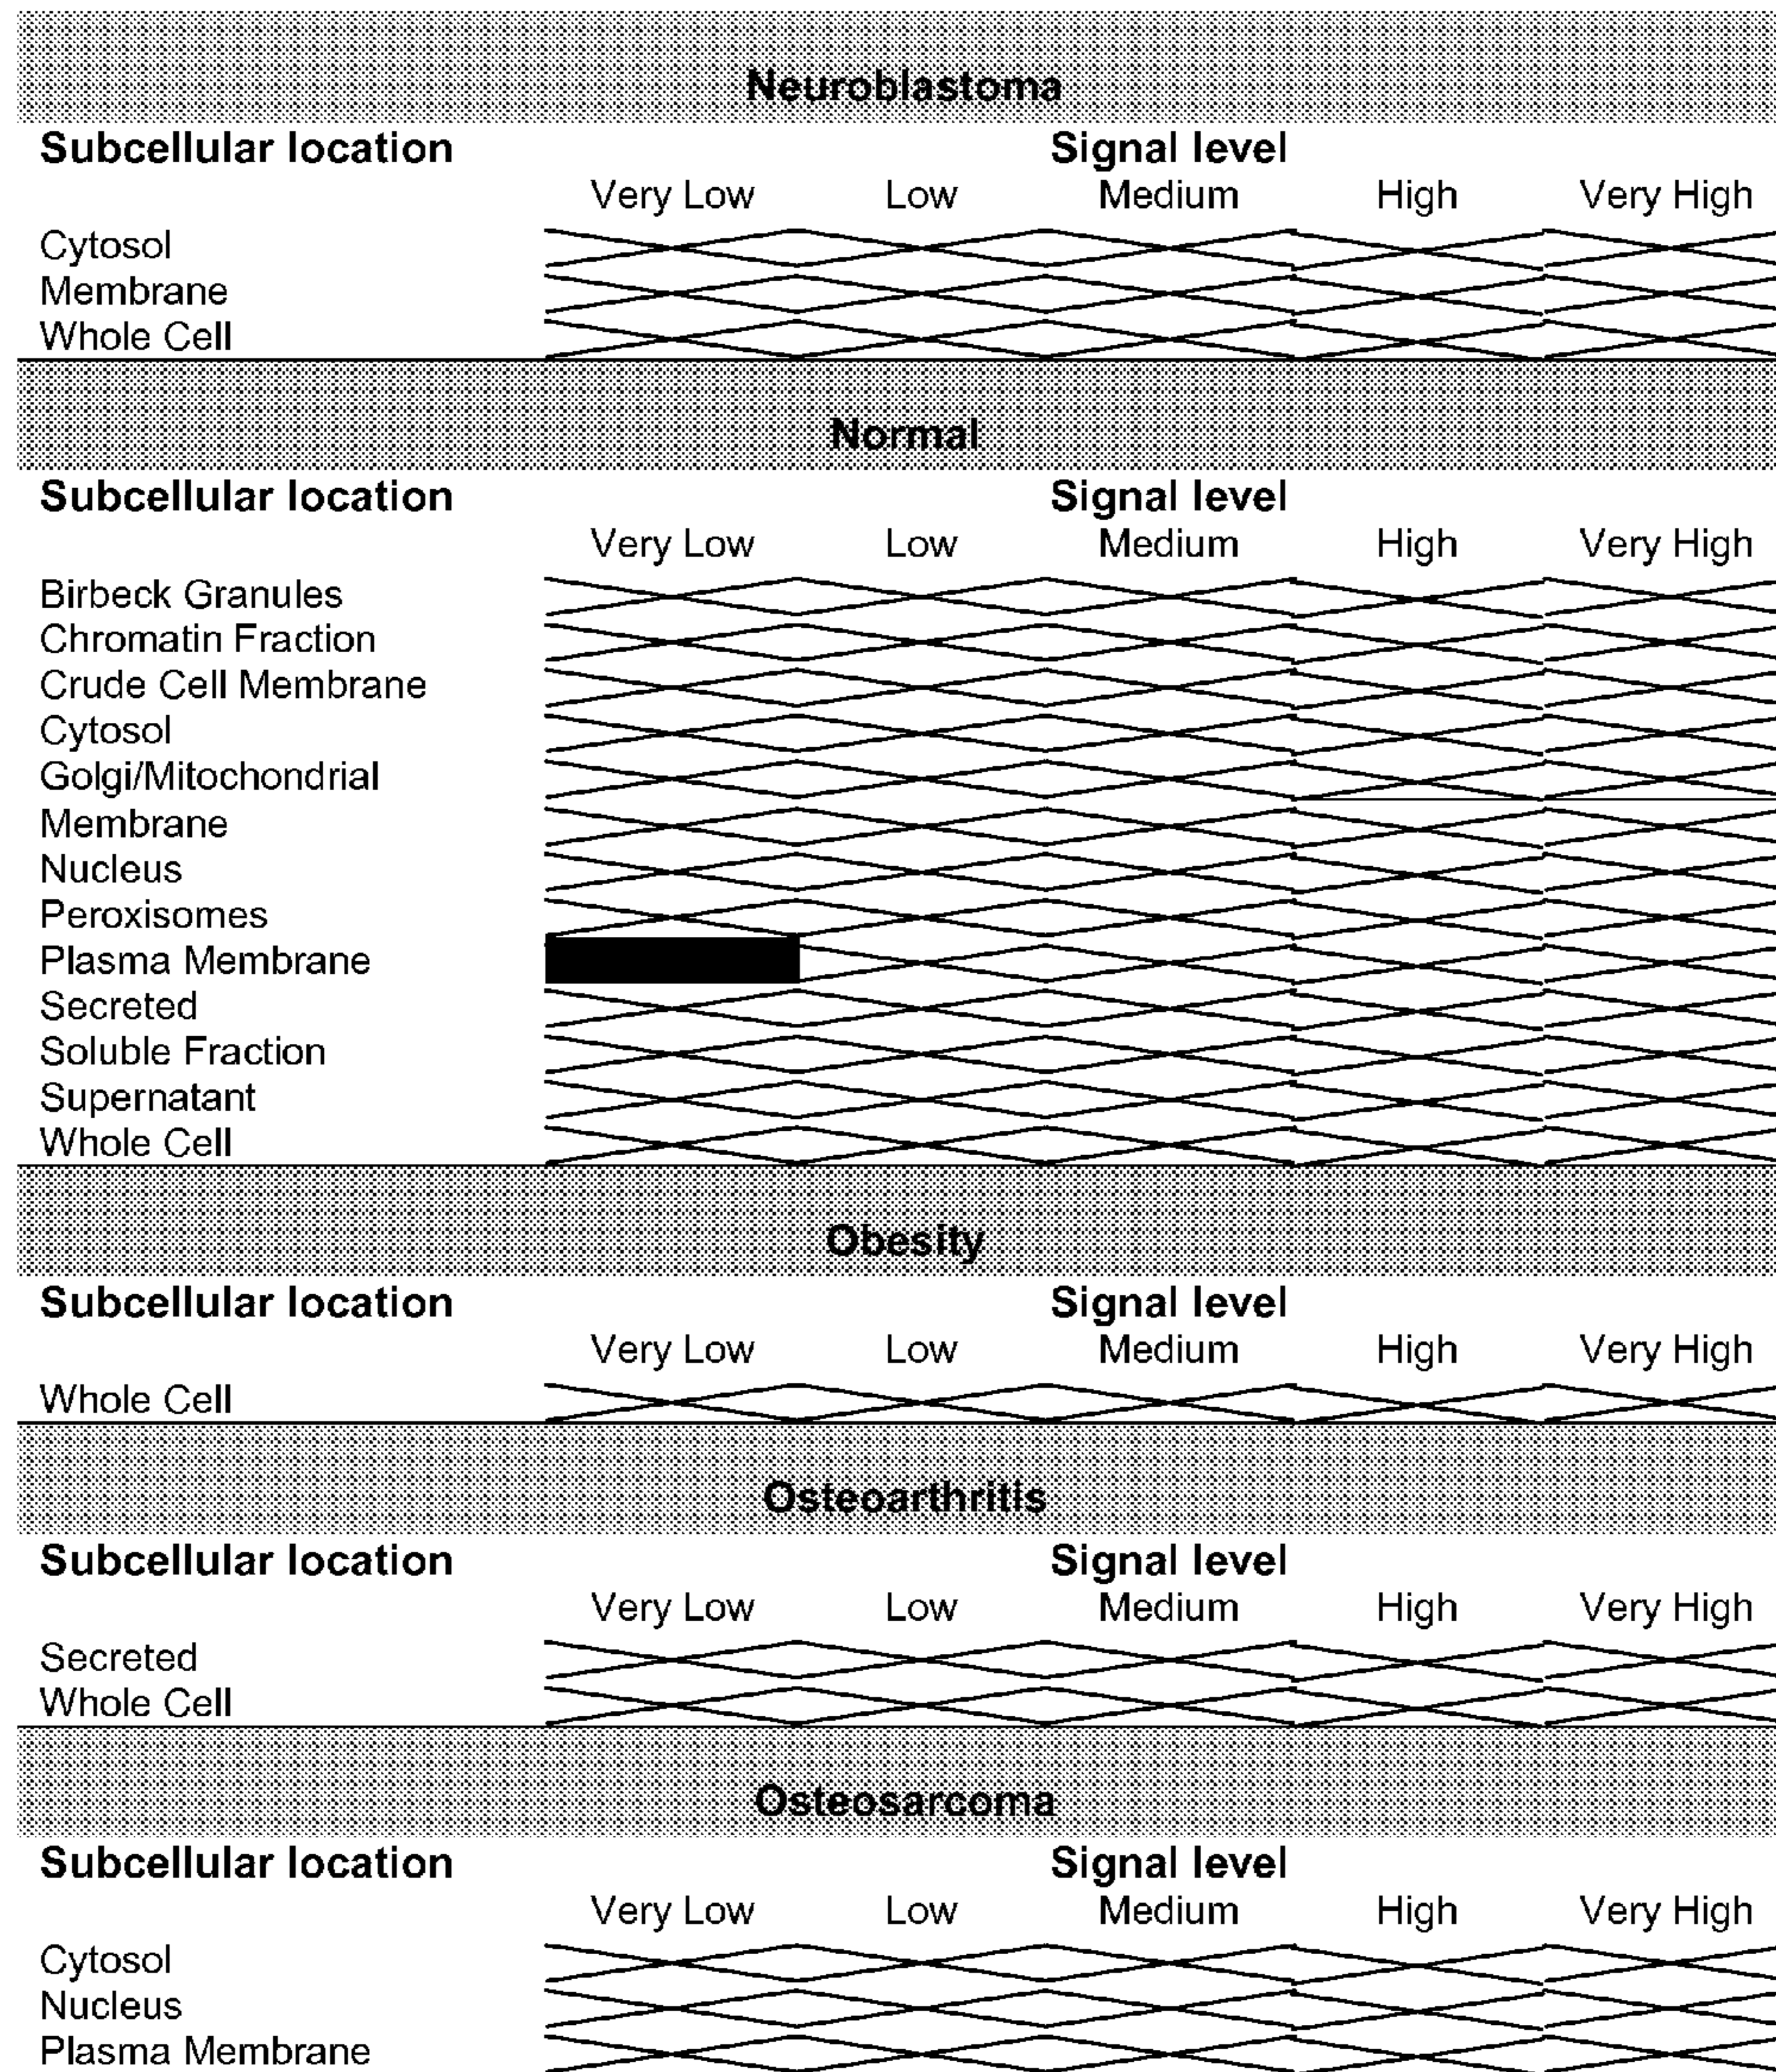 Neuroblastoma
Subcellular location Signal level
Very Low Low Medium High Very High
Cytosol
Membrane
Whole Cell
Normal
Subcellular location Signal level
Very Low Low Medium High Very High
Birbeck Granules
Chromatin Fraction
Crude Cell Membrane
Cytosol
Golgi/Mitochondrial
Membrane
Nucleus
Peroxisomes
Plasma Membrane
Secreted
Soluble Fraction
Supernatant
Whole Cell
Obesity
Subcellular location Signal level
Very Low Low Medium High Very High
Whole Cell
Osteoarthritis
Subcellular location Signal level
Very Low Low Medium High Very High
Secreted
Whole Cell
Osteosarcoma
Subcellular location Signal level
Very Low Low Medium High Very High
Cytosol
Nucleus
Plasma Membrane